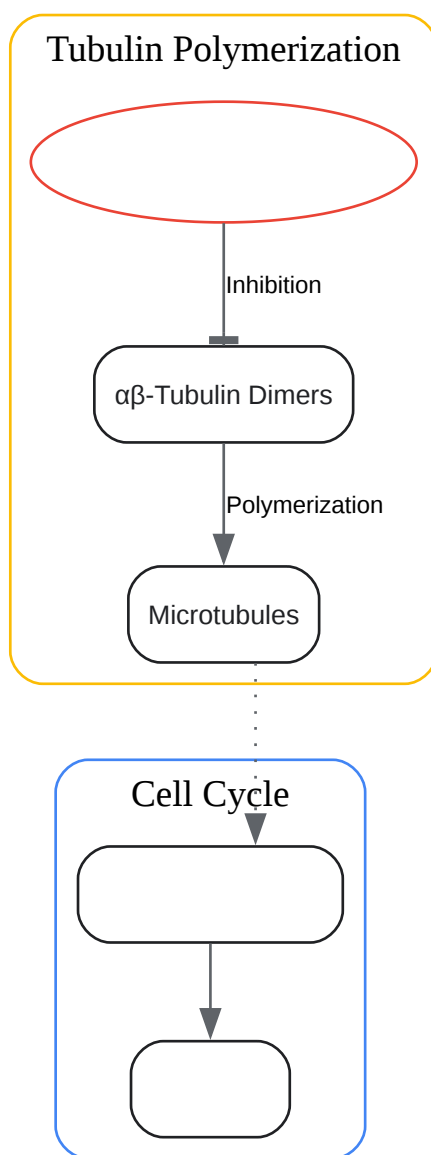 Tubulin Polymerization
Inhibition
αβ-Tubulin Dimers
Polymerization
Microtubules
Cell Cycle